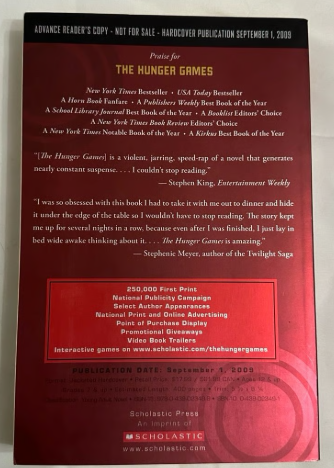 ADVANCE READER'S COPY - NOT FOR SALE - HARDCOVER PUBLICATION SEPTEMBER 1, 2009
Praise for
THE HUNGER GAMES
New York Times Bestseller • USA Today Bestseller
A Horn Book Fanfare • A Publishers Weekly Best Book of the Year
A School Library Journal Best Book of the Year • A Booklist Editors' Choice
A New York Times Book Review Editors' Choice
A New York Times Notable Book of the Year • A Kirkus Best Book of the Year
"[The Hunger Games] is a violent, jarring, speed-rap of a novel that generates
nearly constant suspense. . . . I couldn't stop reading."
— Stephen King, Entertainment Weekly
"I was so obsessed with this book I had to take it with me out to dinner and hide
it under the edge of the table so I wouldn't have to stop reading. The story kept
me up for several nights in a row, because even after I was finished, I just lay in
bed wide awake thinking about it. . . . The Hunger Games is amazing."
— Stephenie Meyer, author of the Twilight Saga
250,000 First Print
National Publicity Campaign
Select Author Appearances
National Print and Online Advertising
Point of Purchase Display
Promotional Giveaways
Video Book Trailers
Interactive games on www.scholastic.com/thehungergames
PUBLICATION DATE: September 1, 2009
Scholastic Press
An Imprint of
SCHOLASTIC
www.scholastic.com